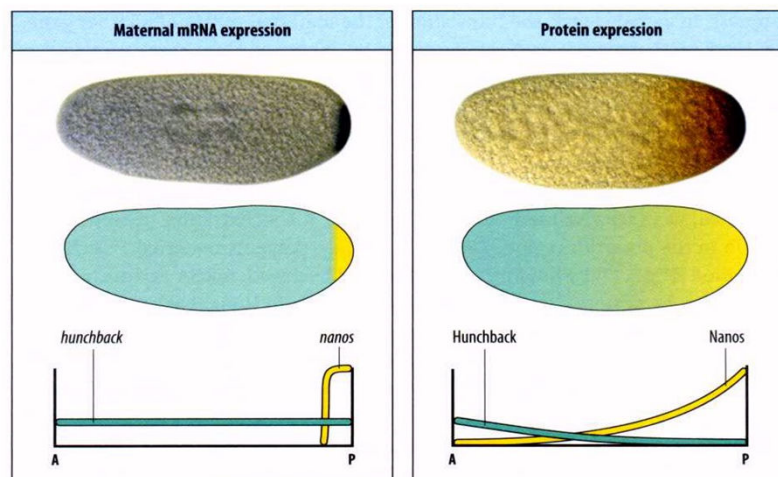 Maternal mRNA expression
hunchback
nanos
A
P
Protein expression
Hunchback
Nanos
A
P